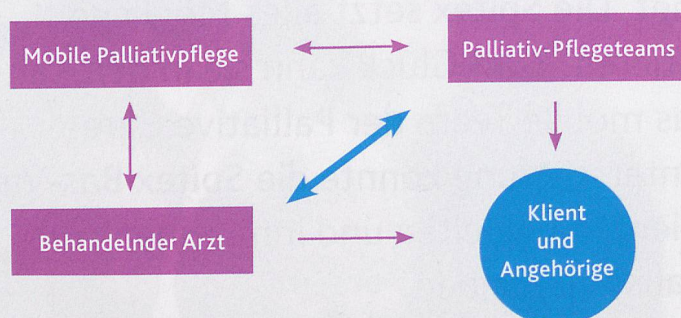 Mobile Palliativpflege
Palliativ-Pflegeteams
Behandelnder Arzt
Klient
und
Angehörige